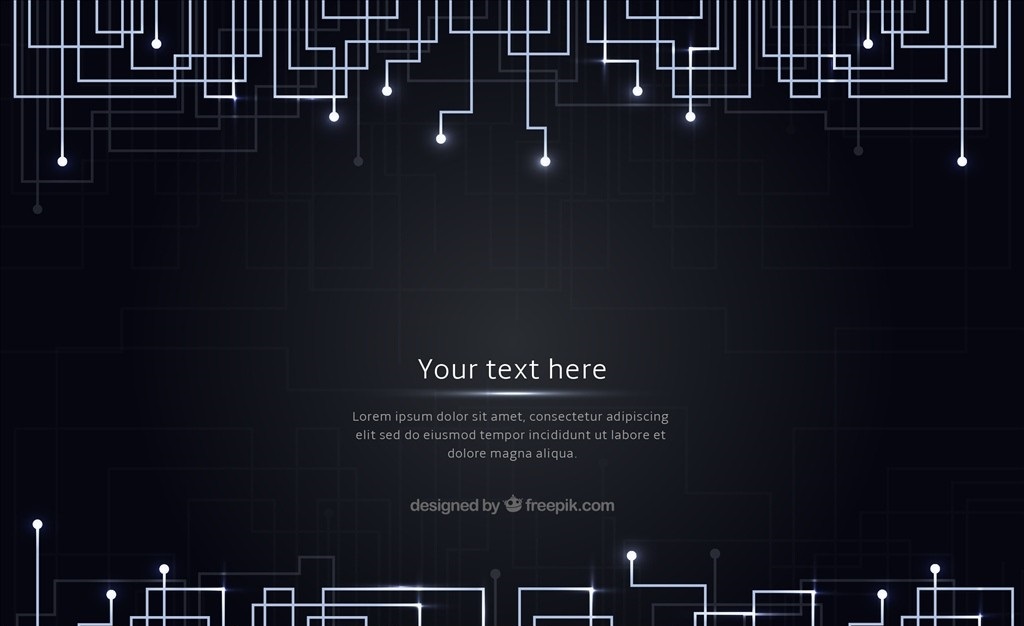 Your text here
Lorem ipsum dolor sit amet, consectetur adipiscing
elit sed do eiusmod tempor incididunt ut labore et
dolore magna aliqua.
designed by freepik.com